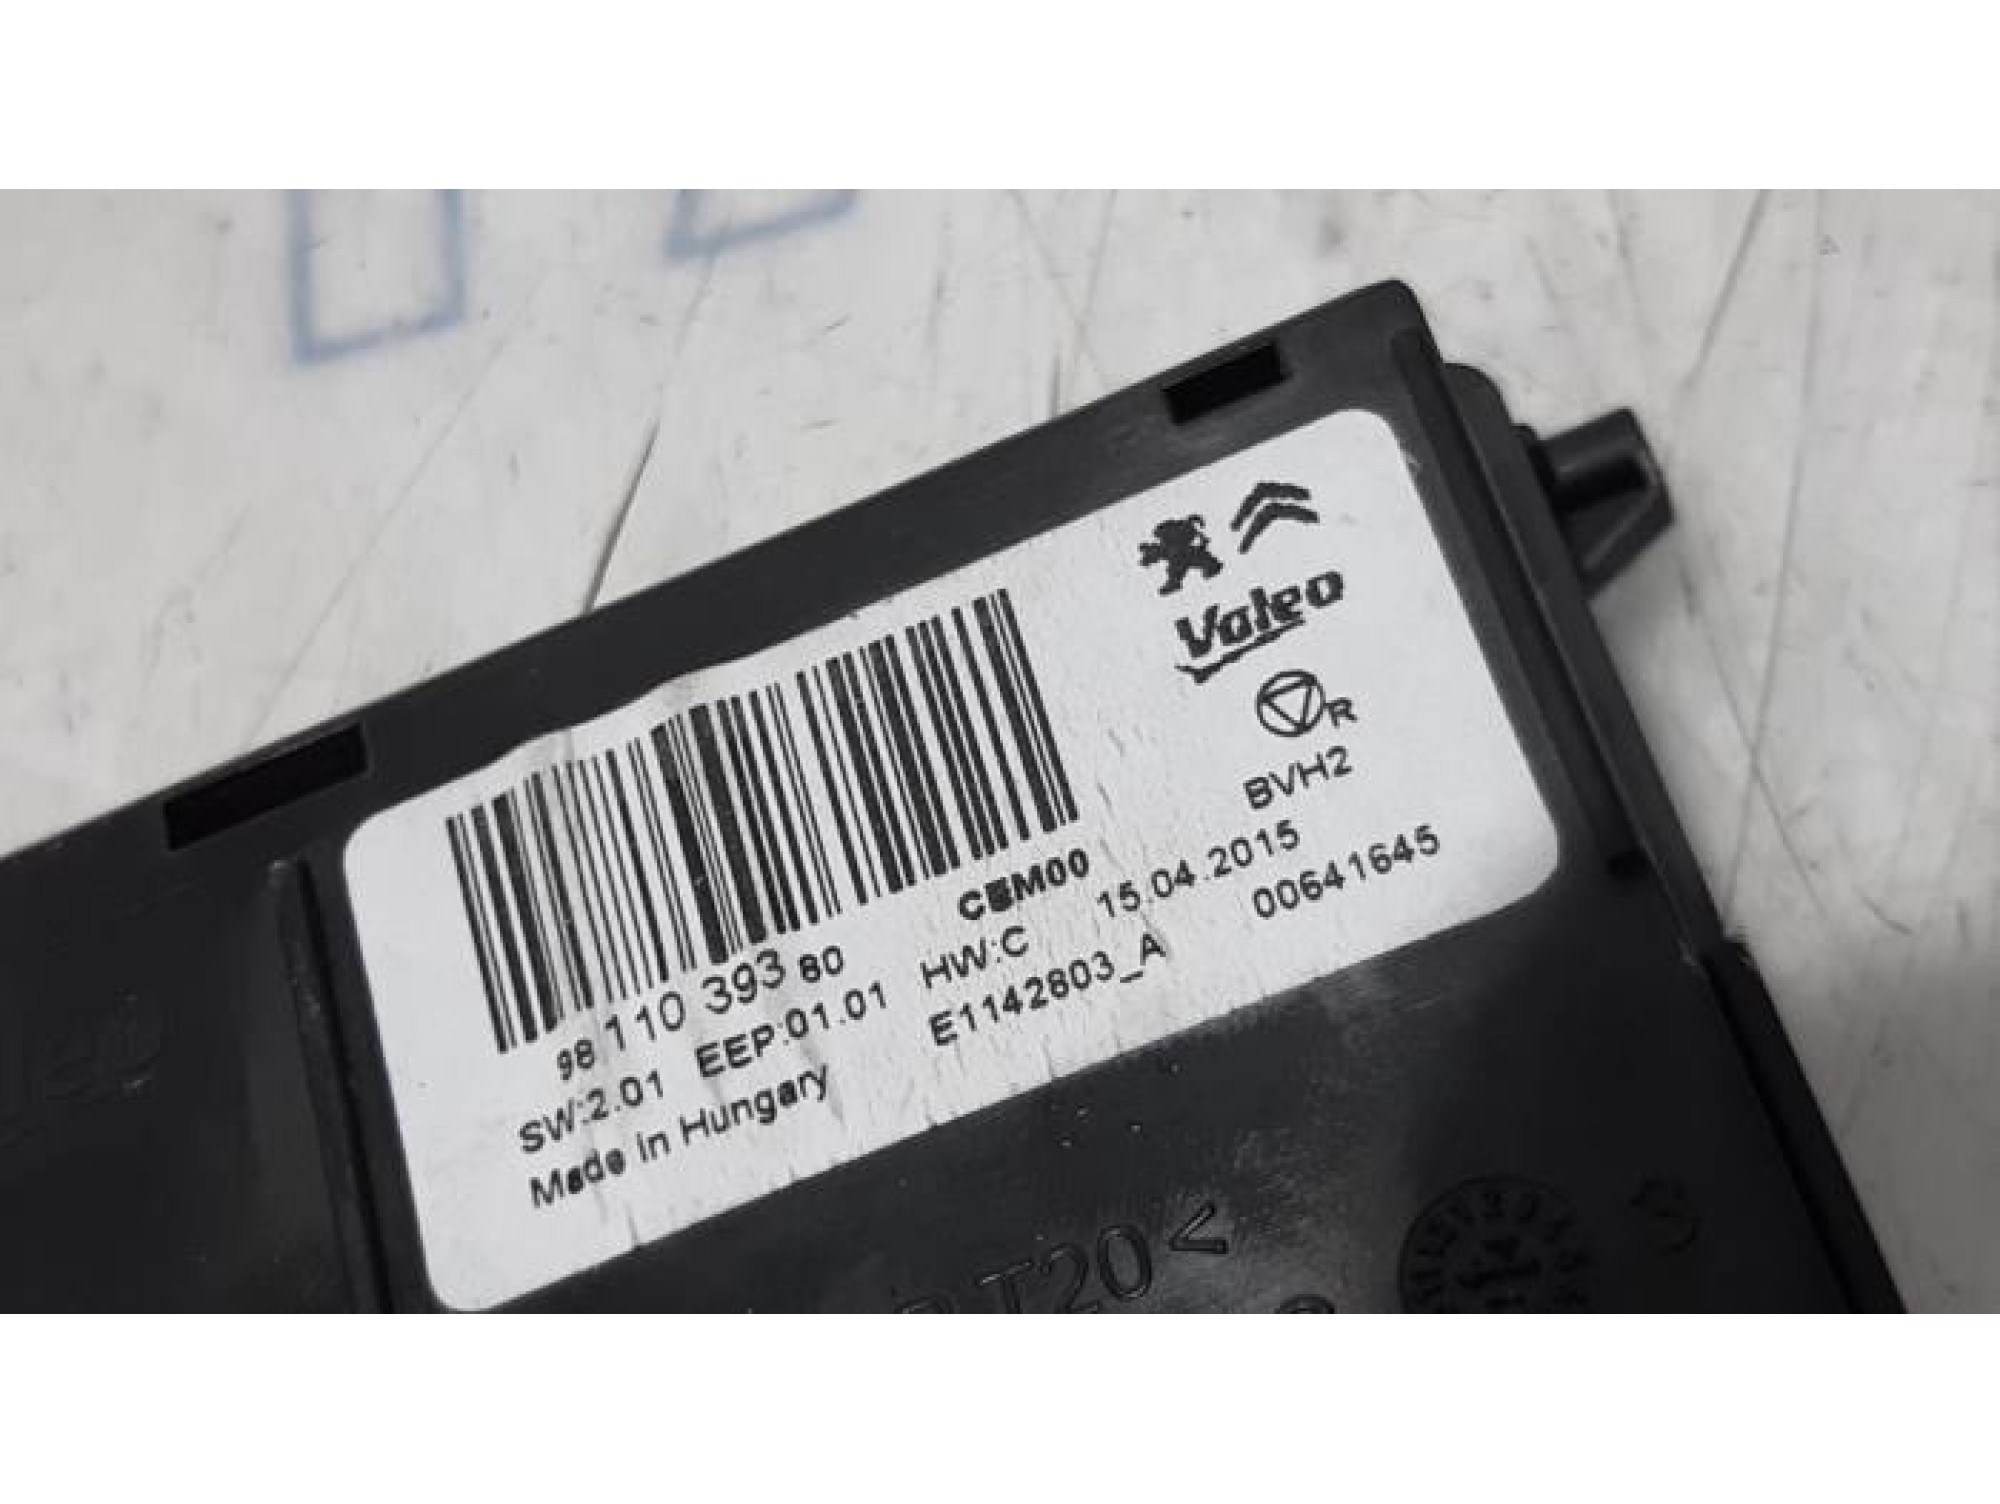 Valeo
R
BVH2
CEM00
98 110 393 80
HW:C 15.04.2015
SW:2.01 EEP:01.01
E1142803_A 00641645
Made in Hungary
T20<